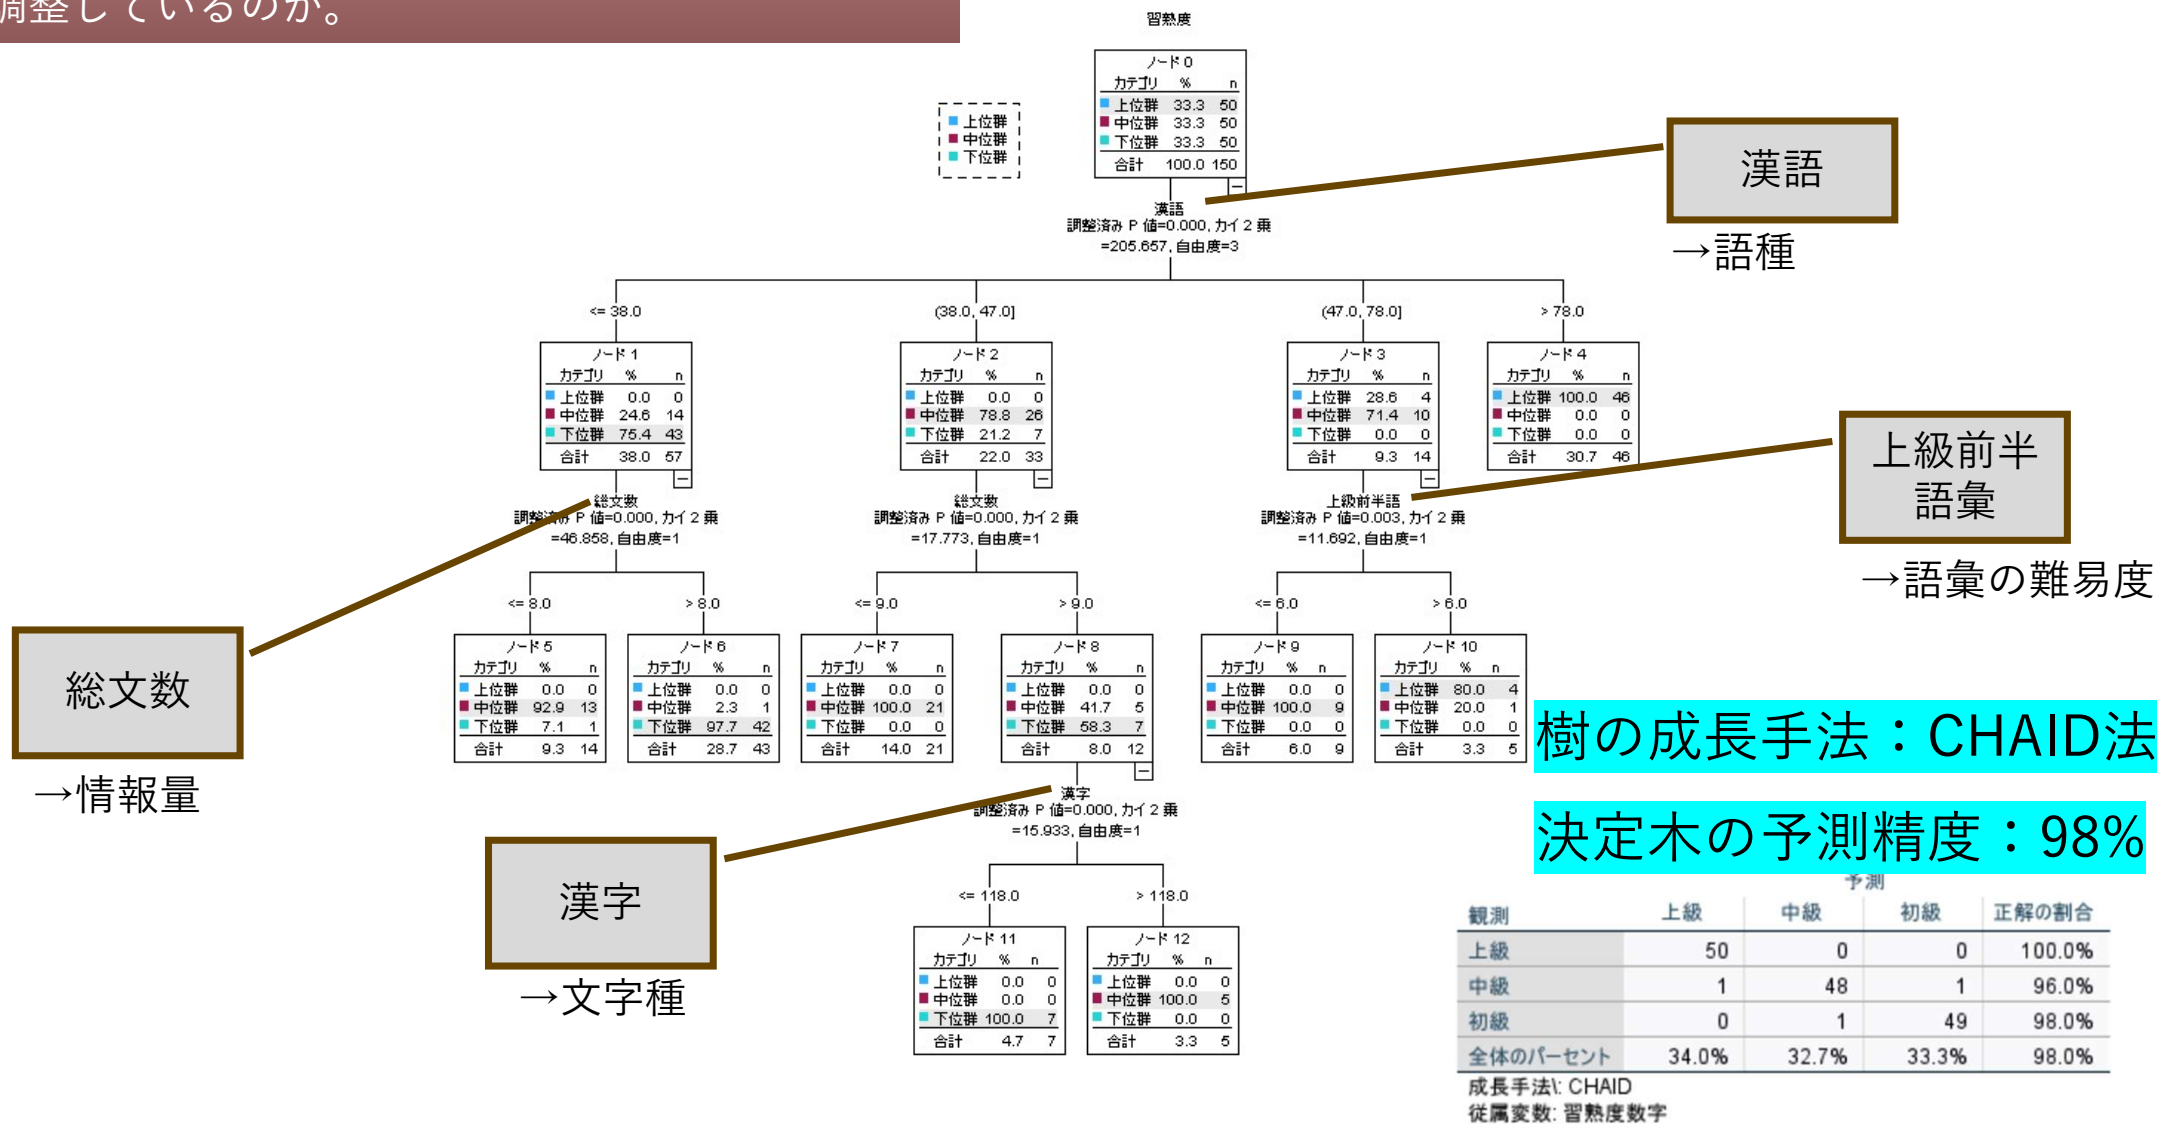 調整しているのか。
習熟度
ノード 0
カテゴリ % n
上位群 33.3 50
中位群 33.3 50
下位群 33.3 50
合計 100.0 150
上位群
中位群
下位群
漢語
調整済み P 値=0.000, カイ 2 乗
=205.657, 自由度=3
漢語
→語種
<= 38.0
(38.0, 47.0]
(47.0, 78.0]
> 78.0
ノード 1
カテゴリ % n
上位群 0.0 0
中位群 24.6 14
下位群 75.4 43
合計 38.0 57
ノード 2
カテゴリ % n
上位群 0.0 0
中位群 78.8 26
下位群 21.2 7
合計 22.0 33
ノード 3
カテゴリ % n
上位群 28.6 4
中位群 71.4 10
下位群 0.0 0
合計 9.3 14
ノード 4
カテゴリ % n
上位群 100.0 46
中位群 0.0 0
下位群 0.0 0
合計 30.7 46
総文数
調整済み P 値=0.000, カイ 2 乗
=46.858, 自由度=1
総文数
調整済み P 値=0.000, カイ 2 乗
=17.773, 自由度=1
上級前半語
調整済み P 値=0.003, カイ 2 乗
=11.692, 自由度=1
上級前半
語彙
→語彙の難易度
<= 8.0
> 8.0
<= 9.0
> 9.0
<= 6.0
> 6.0
総文数
→情報量
ノード 5
カテゴリ % n
上位群 0.0 0
中位群 92.9 13
下位群 7.1 1
合計 9.3 14
ノード 6
カテゴリ % n
上位群 0.0 0
中位群 2.3 1
下位群 97.7 42
合計 28.7 43
ノード 7
カテゴリ % n
上位群 0.0 0
中位群 100.0 21
下位群 0.0 0
合計 14.0 21
ノード 8
カテゴリ % n
上位群 0.0 0
中位群 41.7 5
下位群 58.3 7
合計 8.0 12
ノード 9
カテゴリ % n
上位群 0.0 0
中位群 100.0 9
下位群 0.0 0
合計 6.0 9
ノード 10
カテゴリ % n
上位群 80.0 4
中位群 20.0 1
下位群 0.0 0
合計 3.3 5
樹の成長手法：CHAID法
決定木の予測精度：98%
漢字
調整済み P 値=0.000, カイ 2 乗
=15.933, 自由度=1
漢字
→文字種
<= 118.0
> 118.0
ノード 11
カテゴリ % n
上位群 0.0 0
中位群 0.0 0
下位群 100.0 7
合計 4.7 7
ノード 12
カテゴリ % n
上位群 0.0 0
中位群 100.0 5
下位群 0.0 0
合計 3.3 5
予測
観測 上級 中級 初級 正解の割合
上級 50 0 0 100.0%
中級 1 48 1 96.0%
初級 0 1 49 98.0%
全体のパーセント 34.0% 32.7% 33.3% 98.0%
成長手法\: CHAID
従属変数: 習熟度数字